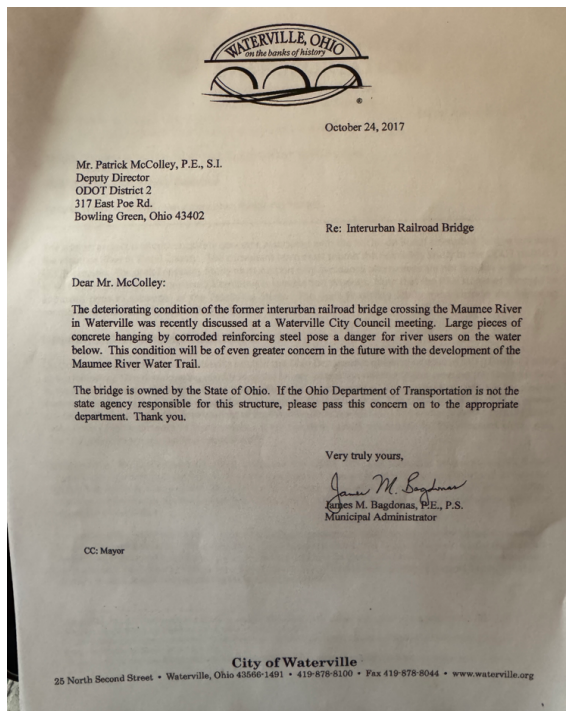 WATERVILLE, OHIO
on the banks of history
®
October 24, 2017
Mr. Patrick McColley, P.E., S.I.
Deputy Director
ODOT District 2
317 East Poe Rd.
Bowling Green, Ohio 43402
Re: Interurban Railroad Bridge
Dear Mr. McColley:
The deteriorating condition of the former interurban railroad bridge crossing the Maumee River
in Waterville was recently discussed at a Waterville City Council meeting. Large pieces of
concrete hanging by corroded reinforcing steel pose a danger for river users on the water
below. This condition will be of even greater concern in the future with the development of the
Maumee River Water Trail.
The bridge is owned by the State of Ohio. If the Ohio Department of Transportation is not the
state agency responsible for this structure, please pass this concern on to the appropriate
department. Thank you.
Very truly yours,
James M. Bagdonas
James M. Bagdonas, P.E., P.S.
Municipal Administrator
CC: Mayor
City of Waterville
25 North Second Street • Waterville, Ohio 43566-1491 • 419-878-8100 • Fax 419-878-8044 • www.waterville.org